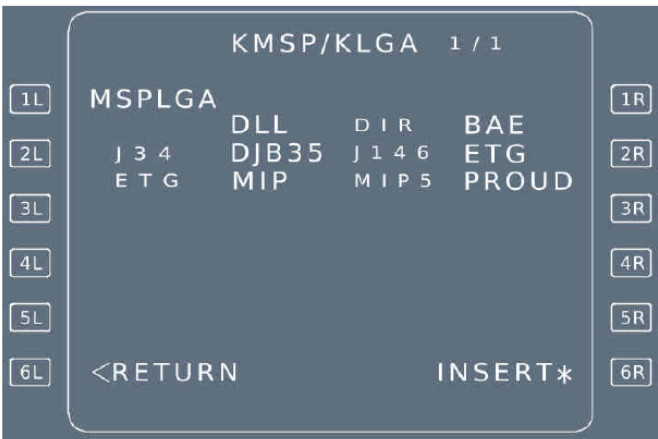 KMSP/KLGA 1/1
1L MSPLGA 1R
DLL DIR BAE
2L J34 DJB35 J146 ETG 2R
ETG MIP MIP5 PROUD
3L 3R
4L 4R
5L 5R
6L <RETURN INSERT* 6R